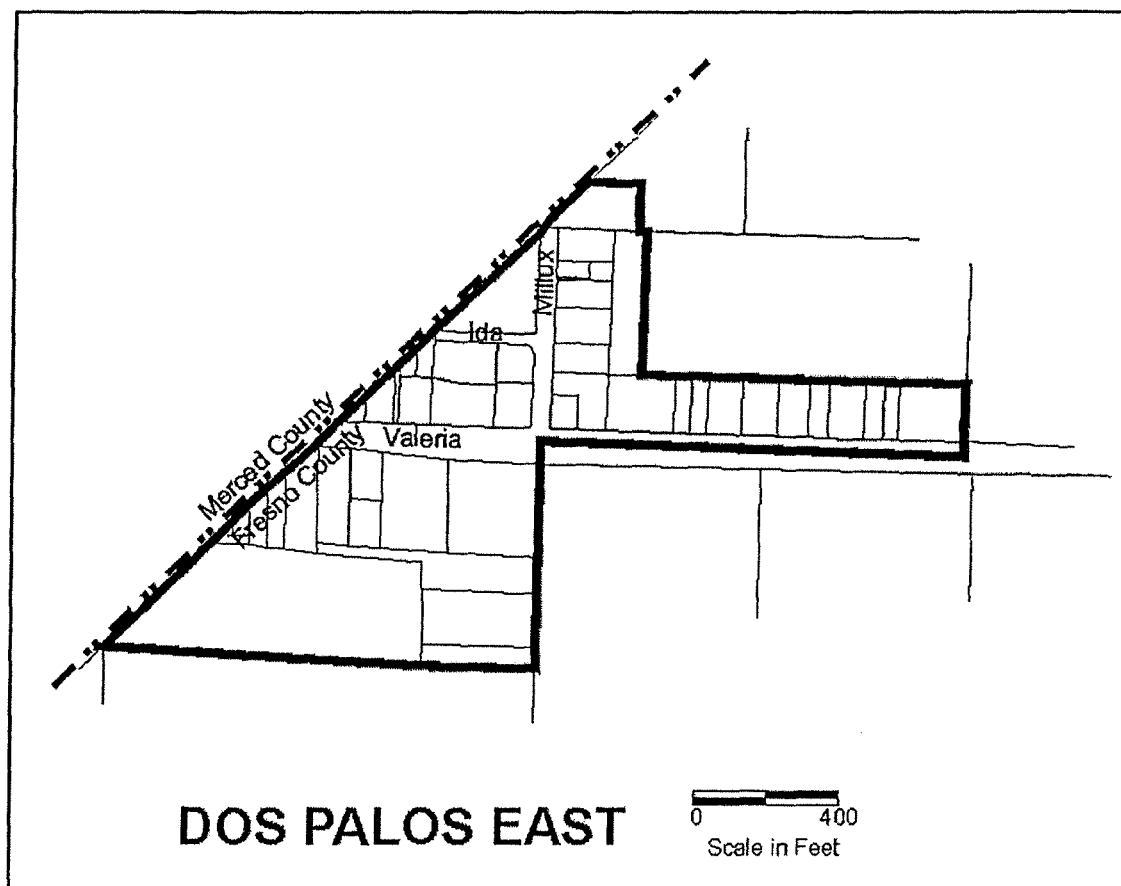 Millux
Ida
Valeria
Merced County
Fresno County
DOS PALOS EAST
0 400
Scale in Feet